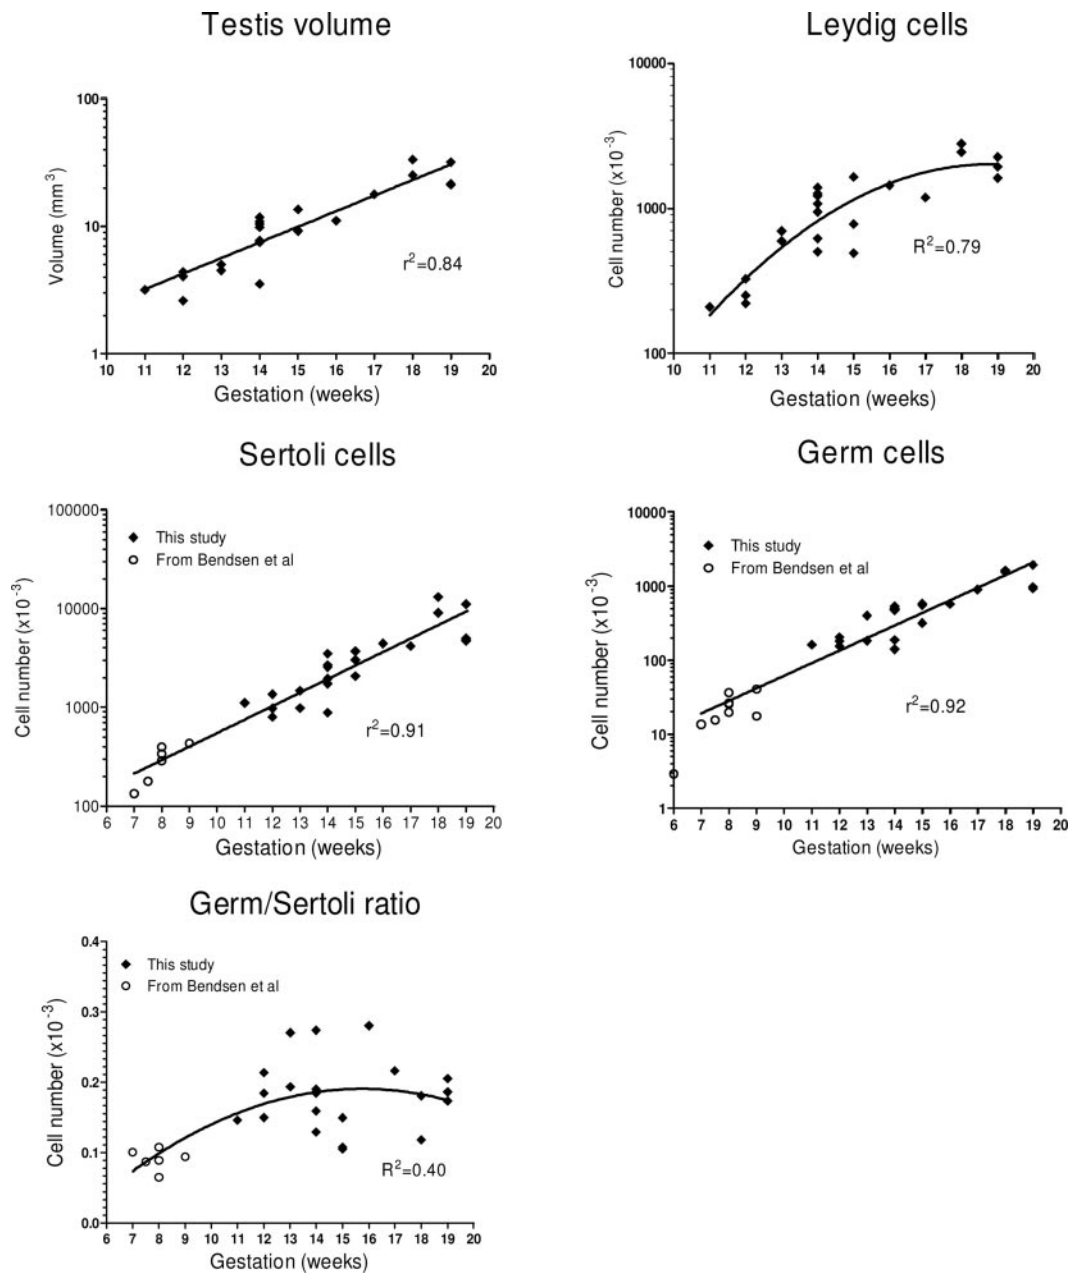 Testis volume
100
10
1
Volume (mm³)
r²=0.84
10 11 12 13 14 15 16 17 18 19 20
Gestation (weeks)
Leydig cells
10000
1000
100
Cell number (x10⁻³)
R²=0.79
10 11 12 13 14 15 16 17 18 19 20
Gestation (weeks)
Sertoli cells
100000
10000
1000
100
Cell number (x10⁻³)
This study
From Bendsen et al
r²=0.91
6 7 8 9 10 11 12 13 14 15 16 17 18 19 20
Gestation (weeks)
Germ cells
10000
1000
100
10
1
Cell number (x10⁻³)
This study
From Bendsen et al
r²=0.92
6 7 8 9 10 11 12 13 14 15 16 17 18 19 20
Gestation (weeks)
Germ/Sertoli ratio
0.4
0.3
0.2
0.1
0.0
Cell number (x10⁻³)
This study
From Bendsen et al
R²=0.40
6 7 8 9 10 11 12 13 14 15 16 17 18 19 20
Gestation (weeks)